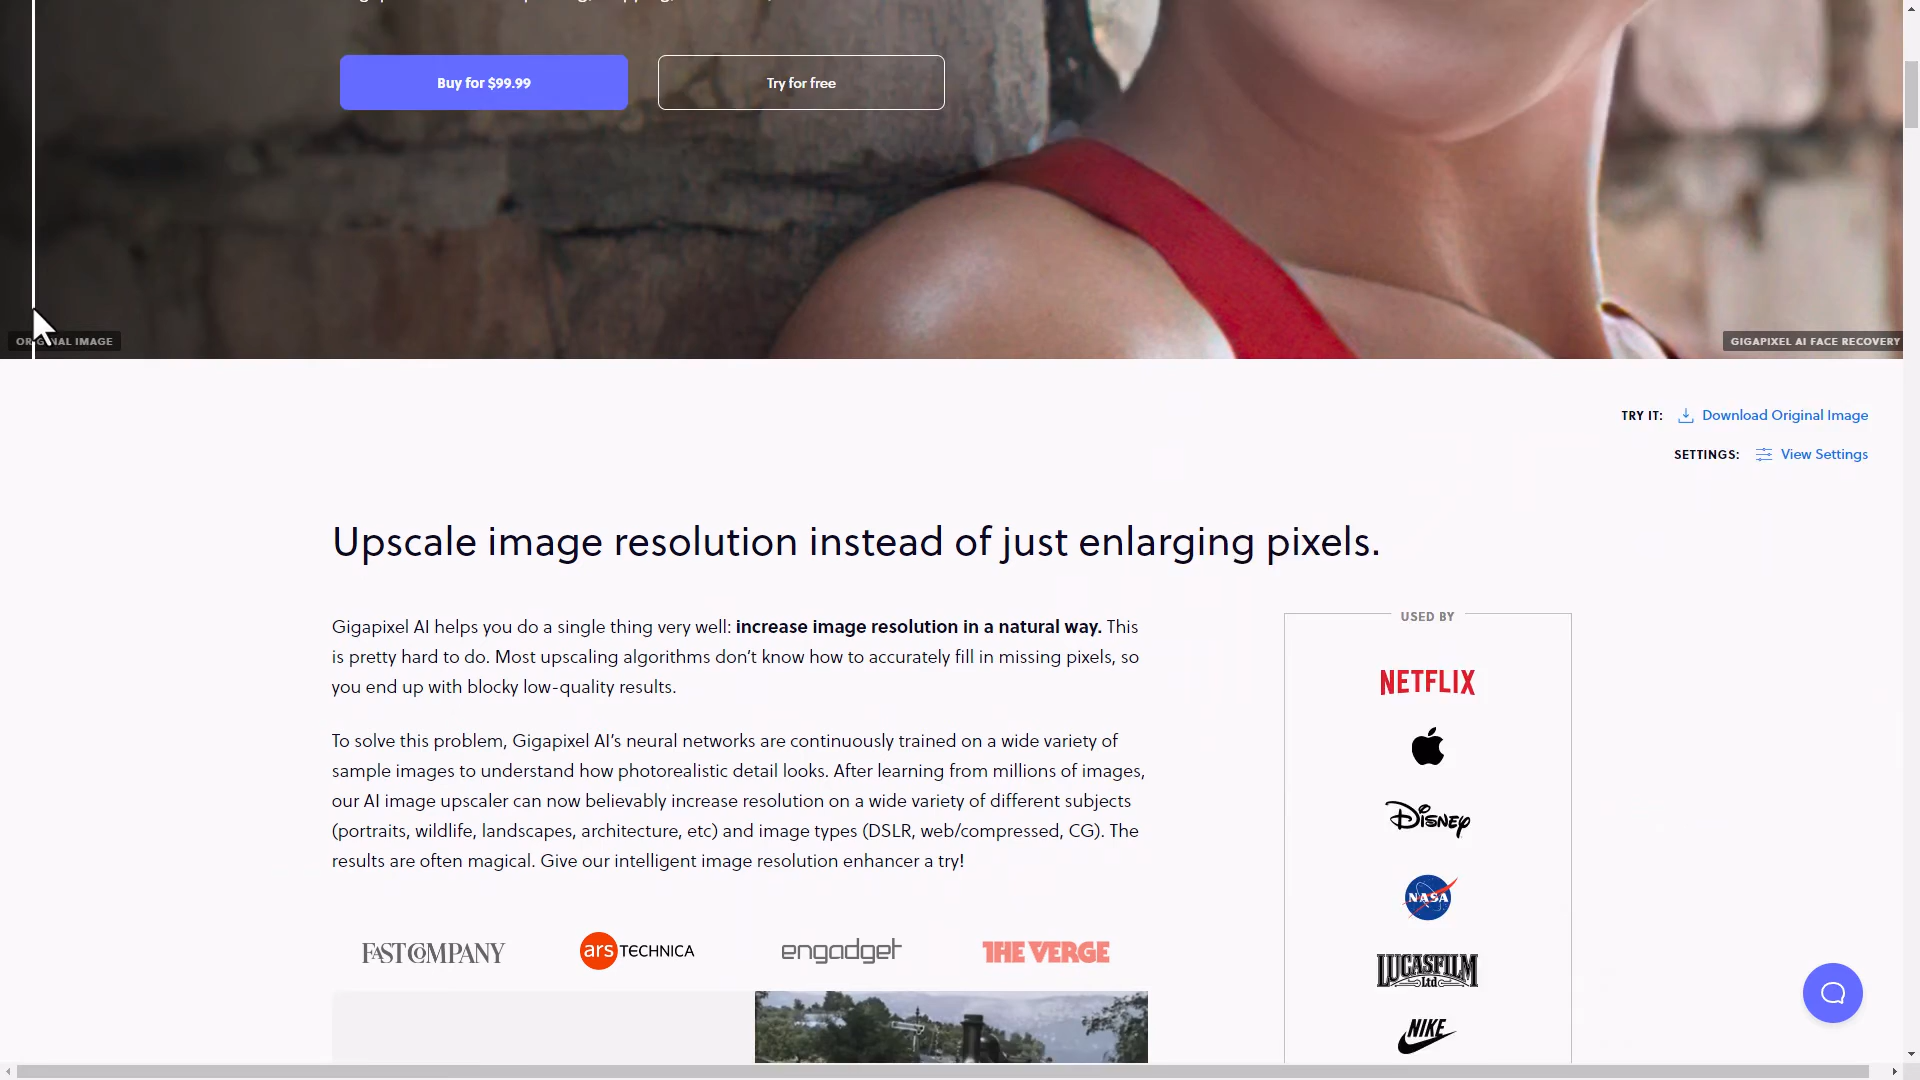 Buy for $99.99
Try for free
ORIGINAL IMAGE
GIGAPIXEL AI FACE RECOVERY
TRY IT: Download Original Image
SETTINGS: View Settings
Upscale image resolution instead of just enlarging pixels.
Gigapixel AI helps you do a single thing very well: increase image resolution in a natural way. This
is pretty hard to do. Most upscaling algorithms don’t know how to accurately fill in missing pixels, so
you end up with blocky low-quality results.
To solve this problem, Gigapixel AI’s neural networks are continuously trained on a wide variety of
sample images to understand how photorealistic detail looks. After learning from millions of images,
our AI image upscaler can now believably increase resolution on a wide variety of different subjects
(portraits, wildlife, landscapes, architecture, etc) and image types (DSLR, web/compressed, CG). The
results are often magical. Give our intelligent image resolution enhancer a try!
FAST COMPANY
ars TECHNICA
engadget
THE VERGE
USED BY
NETFLIX
Disney
NASA
LUCASFILM
Ltd
NIKE